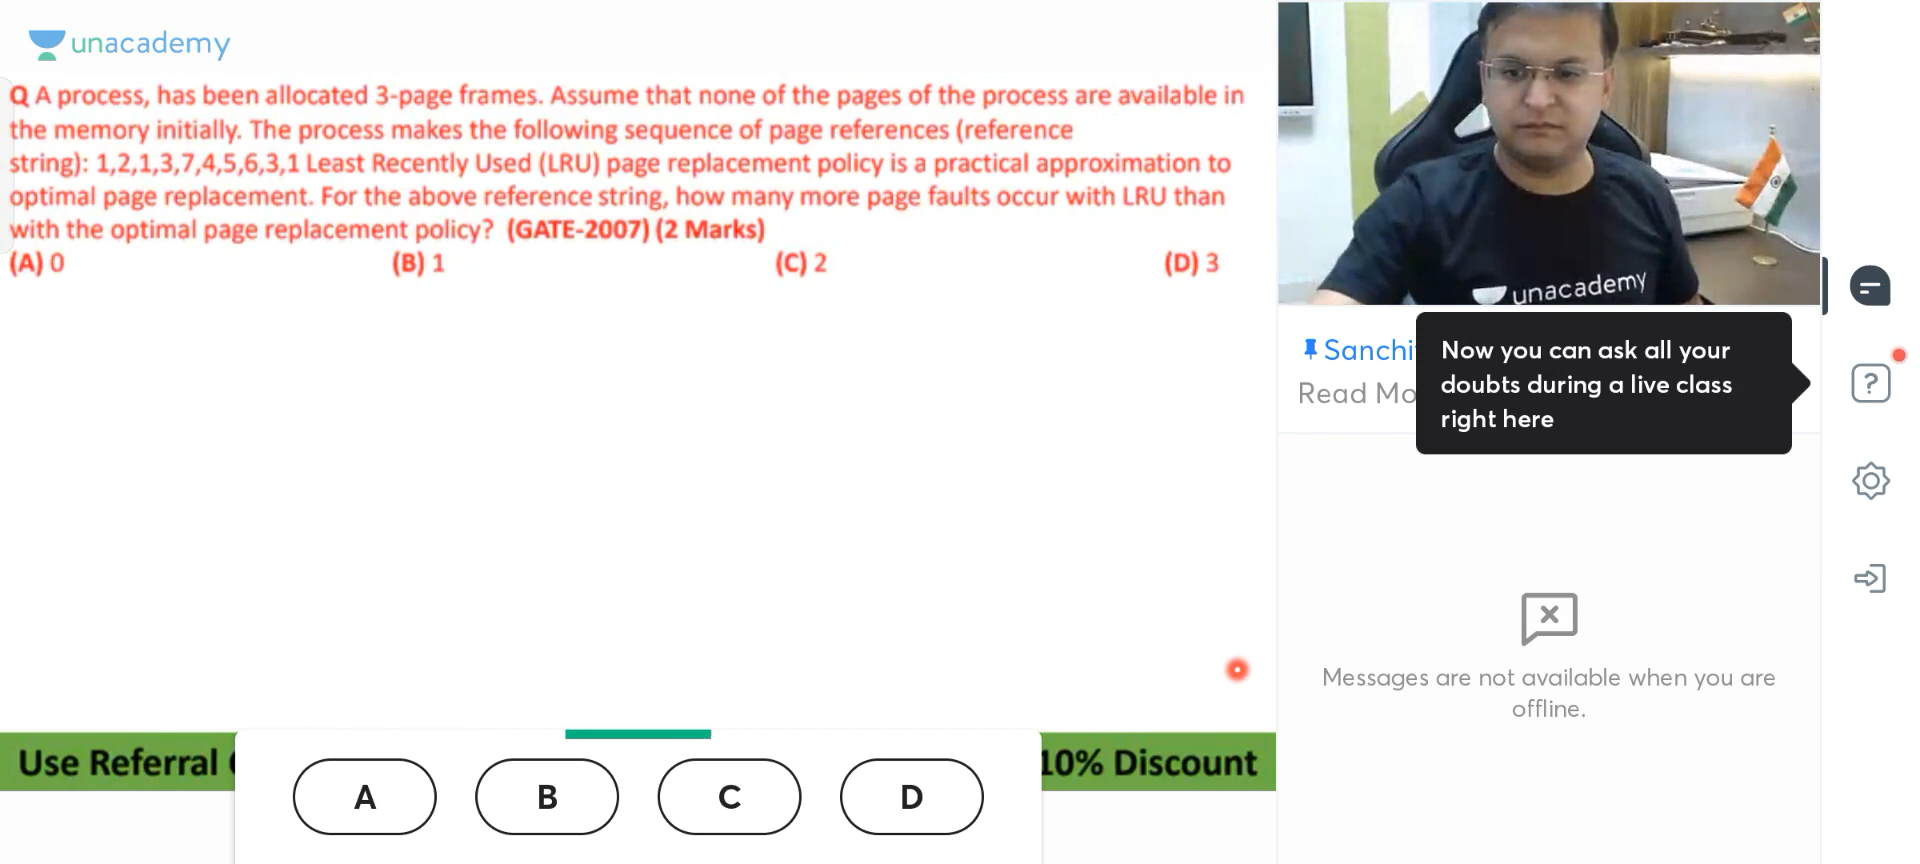 unacademy
Q A process, has been allocated 3-page frames. Assume that none of the pages of the process are available in
the memory initially. The process makes the following sequence of page references (reference
string): 1,2,1,3,7,4,5,6,3,1 Least Recently Used (LRU) page replacement policy is a practical approximation to
optimal page replacement. For the above reference string, how many more page faults occur with LRU than
with the optimal page replacement policy? (GATE-2007) (2 Marks)
(A) 0 (B) 1 (C) 2 (D) 3
unacademy
Sanchi
Read Mo
Now you can ask all your
doubts during a live class
right here
?
Messages are not available when you are
offline.
Use Referral
10% Discount
A B C D